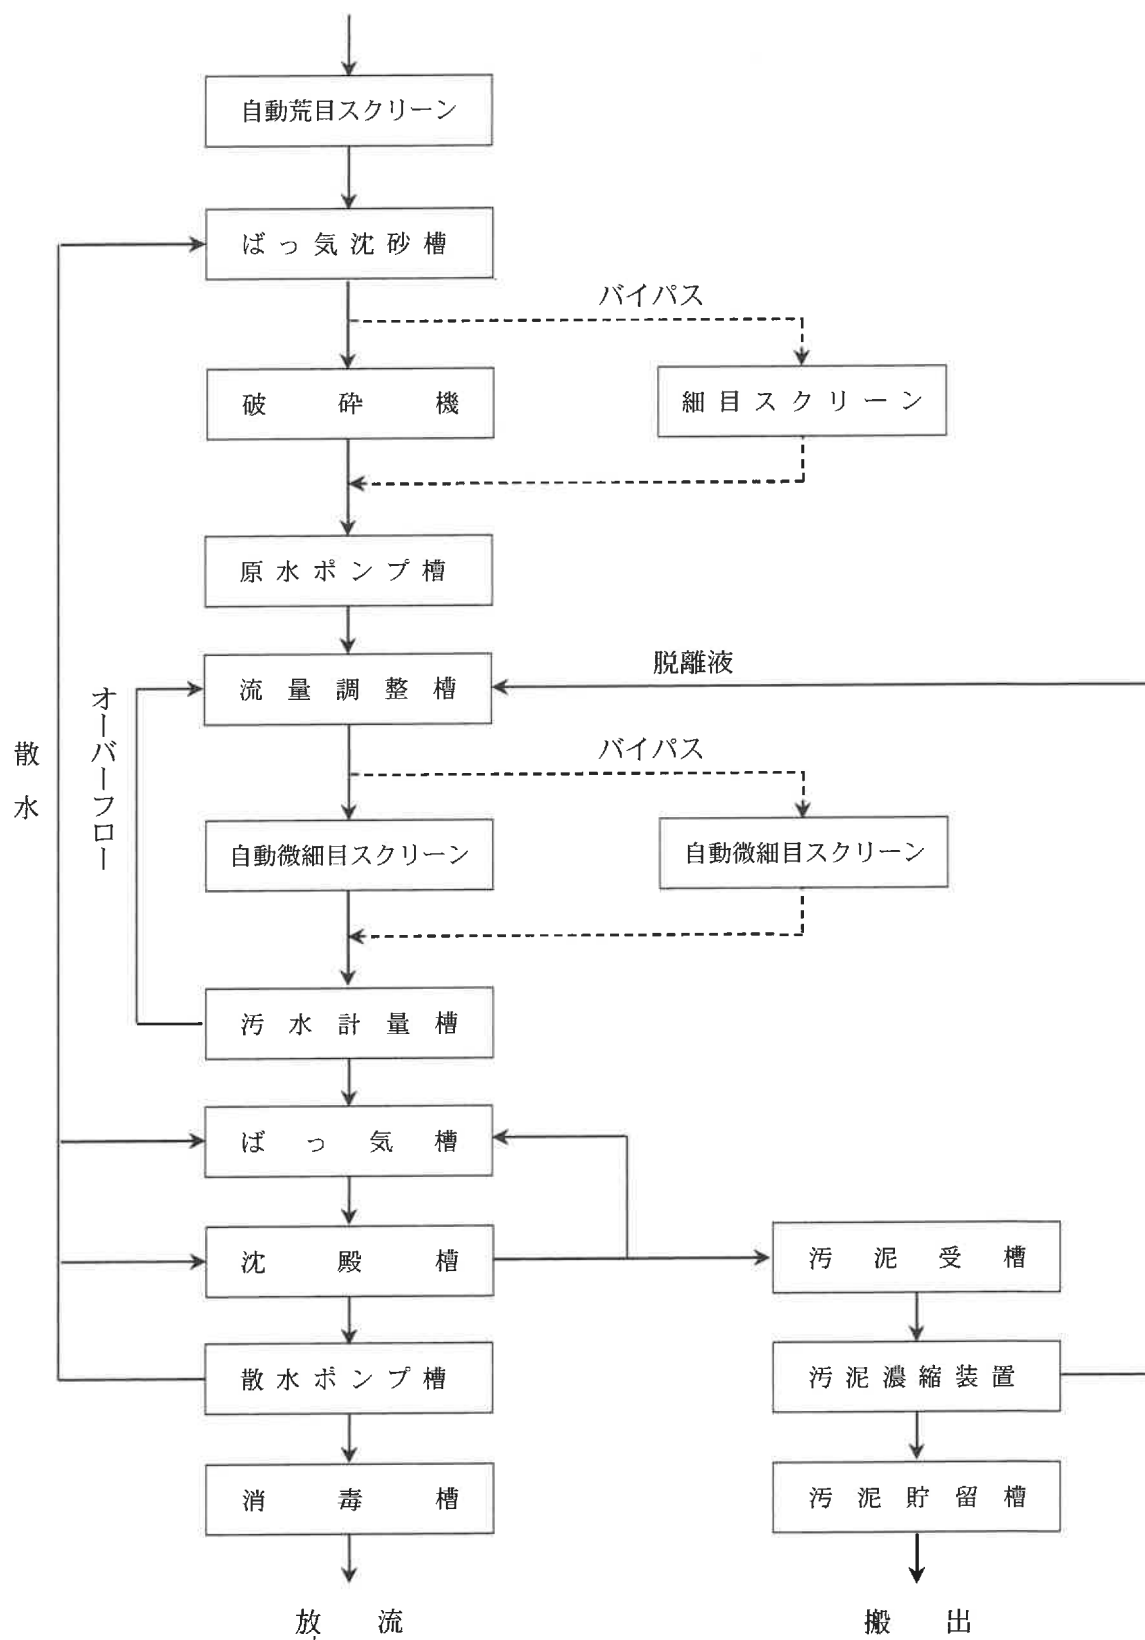 自動荒目スクリーン
ばっ気沈砂槽
バイパス
破砕機
細目スクリーン
原水ポンプ槽
脱離液
流量調整槽
オーバーフロー
散水
バイパス
自動微細目スクリーン
自動微細目スクリーン
汚水計量槽
ばっ気槽
沈殿槽
汚泥受槽
散水ポンプ槽
汚泥濃縮装置
消毒槽
汚泥貯留槽
放流
搬出